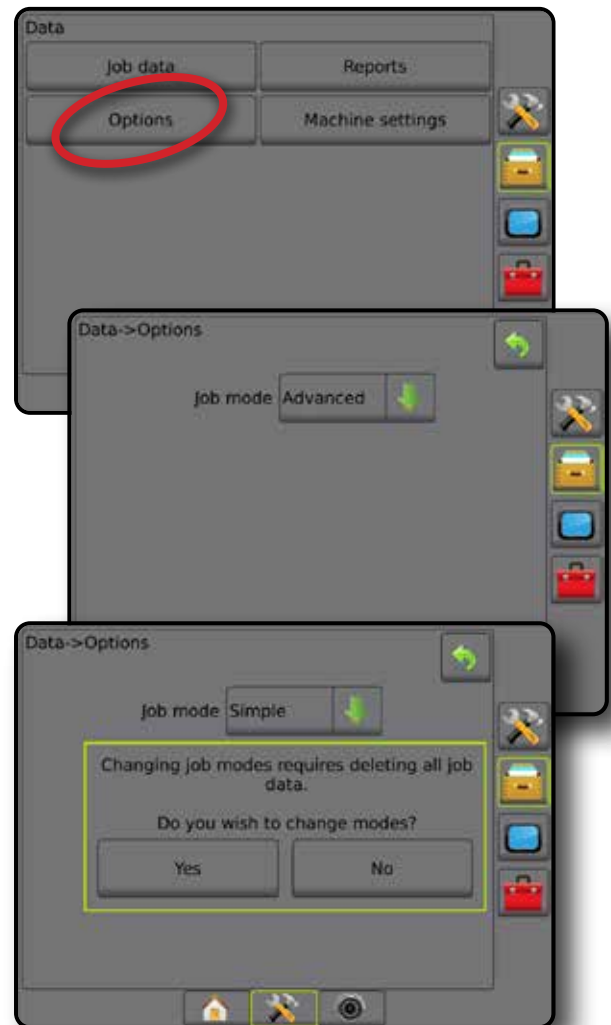 Data
Job data
Reports
Options
Machine settings
Data->Options
Job mode Advanced
Data->Options
Job mode Simple
Changing job modes requires deleting all job
data.
Do you wish to change modes?
Yes
No